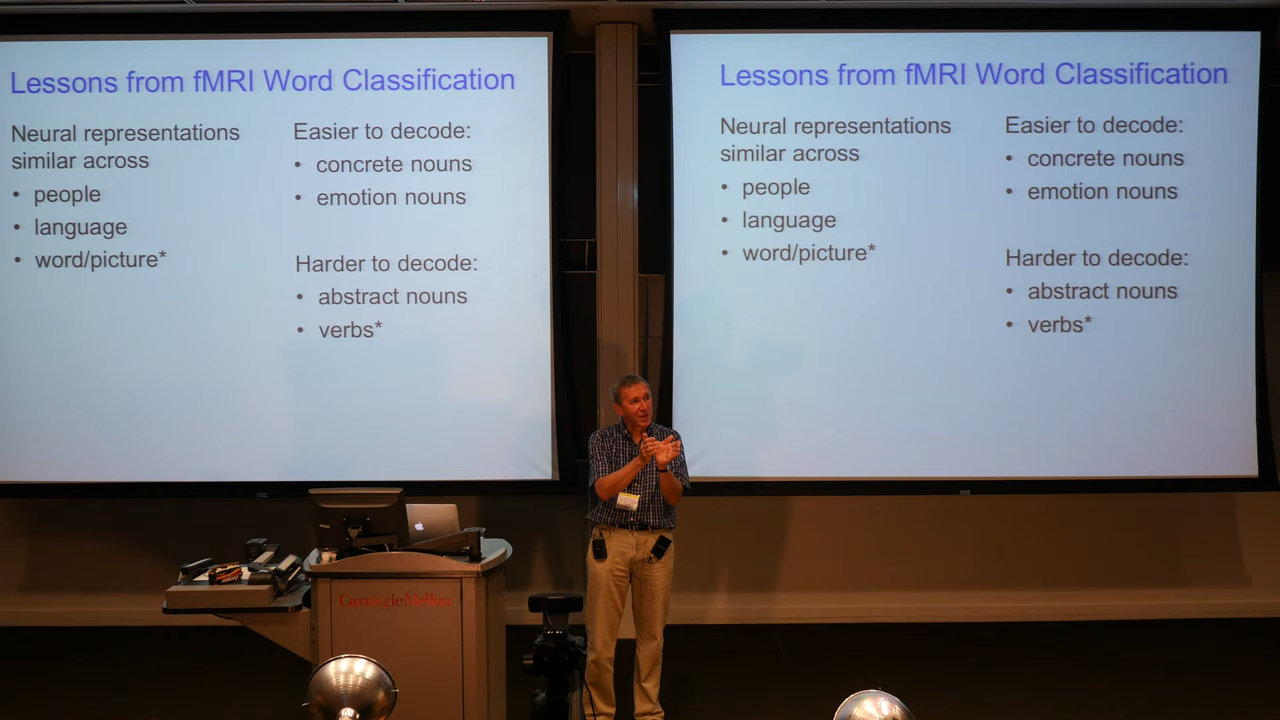 Lessons from fMRI Word Classification
Neural representations
similar across
• people
• language
• word/picture*
Easier to decode:
• concrete nouns
• emotion nouns
Harder to decode:
• abstract nouns
• verbs*
Lessons from fMRI Word Classification
Neural representations
similar across
• people
• language
• word/picture*
Easier to decode:
• concrete nouns
• emotion nouns
Harder to decode:
• abstract nouns
• verbs*
Carnegie Mellon